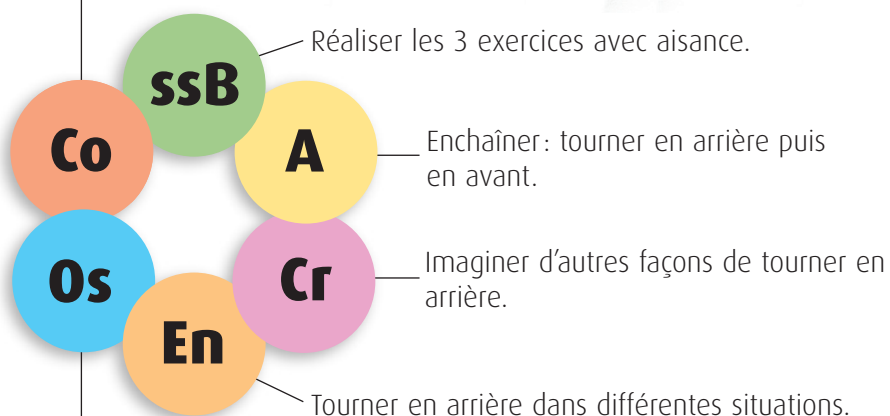 ssB
Réaliser les 3 exercices avec aisance.
Co
A
Enchaîner : tourner en arrière puis
en avant.
Os
Cr
Imaginer d'autres façons de tourner en
arrière.
En
Tourner en arrière dans différentes situations.